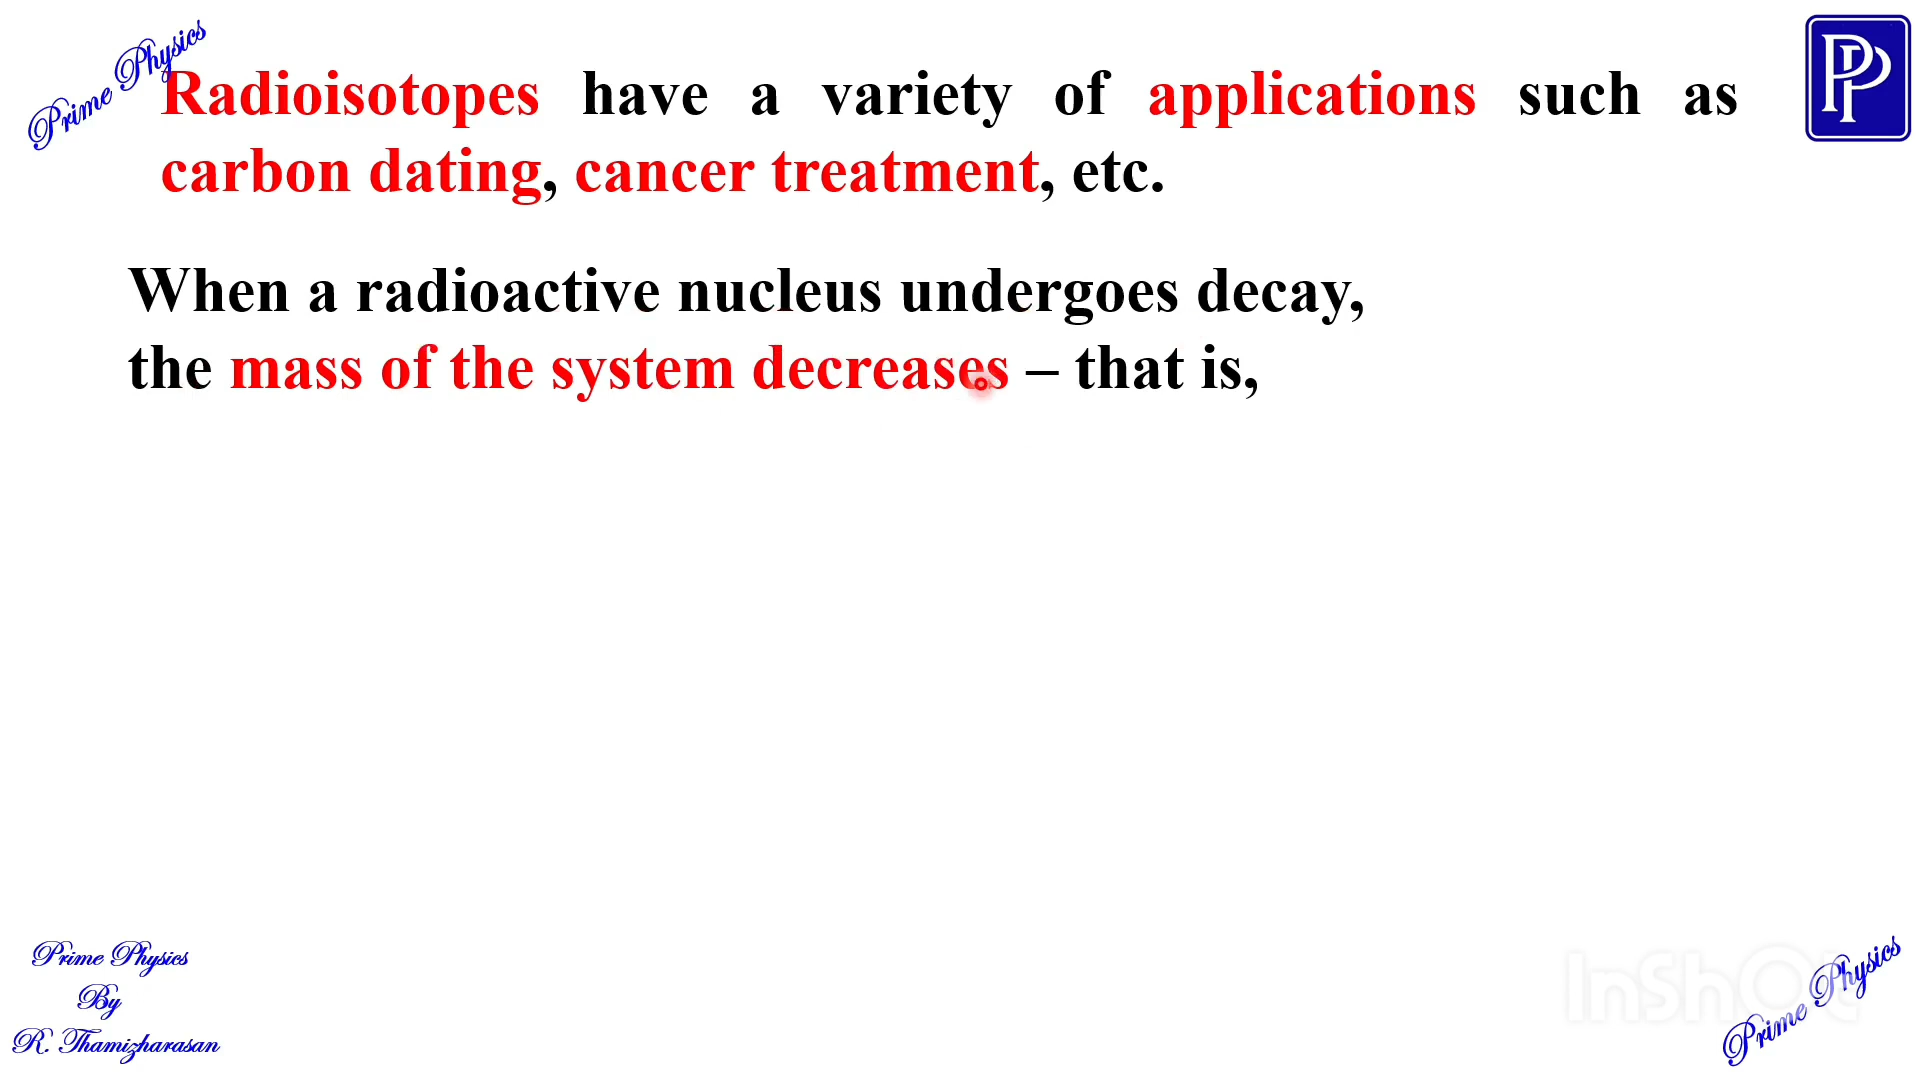 Prime Physics
PP
Radioisotopes have a variety of applications such as
carbon dating, cancer treatment, etc.
When a radioactive nucleus undergoes decay,
the mass of the system decreases – that is,
Prime Physics
By
R. Thamizharasan
InShOt
Prime Physics